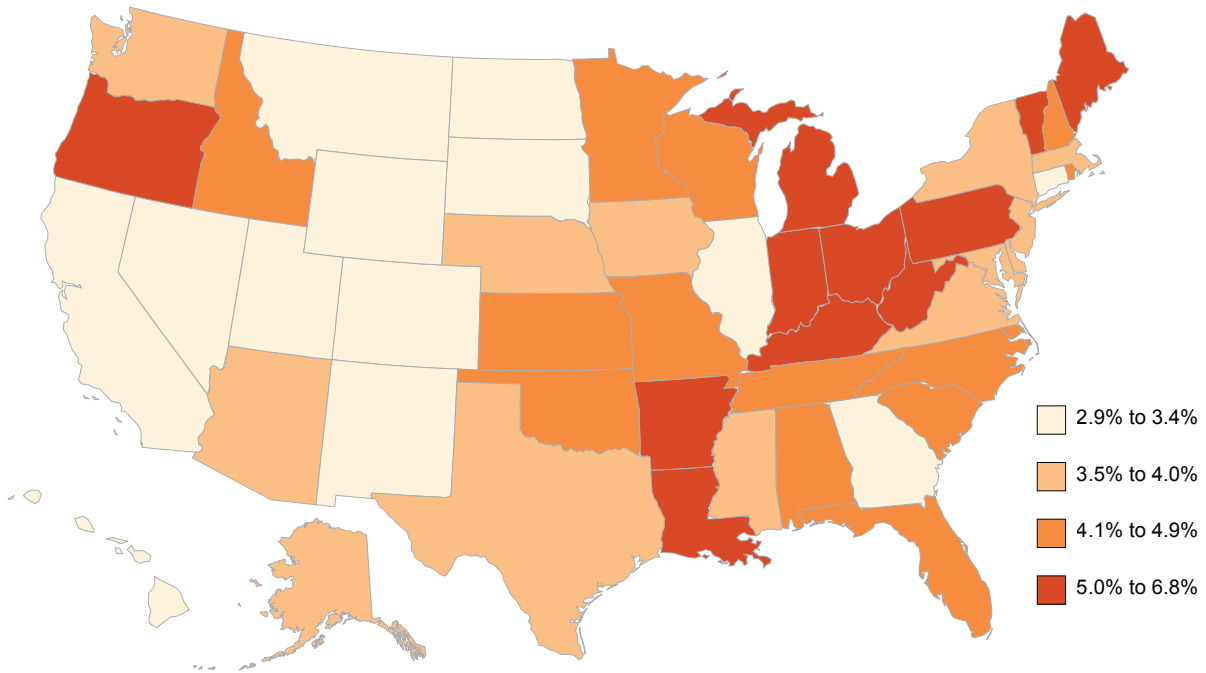 2.9% to 3.4%
3.5% to 4.0%
4.1% to 4.9%
5.0% to 6.8%